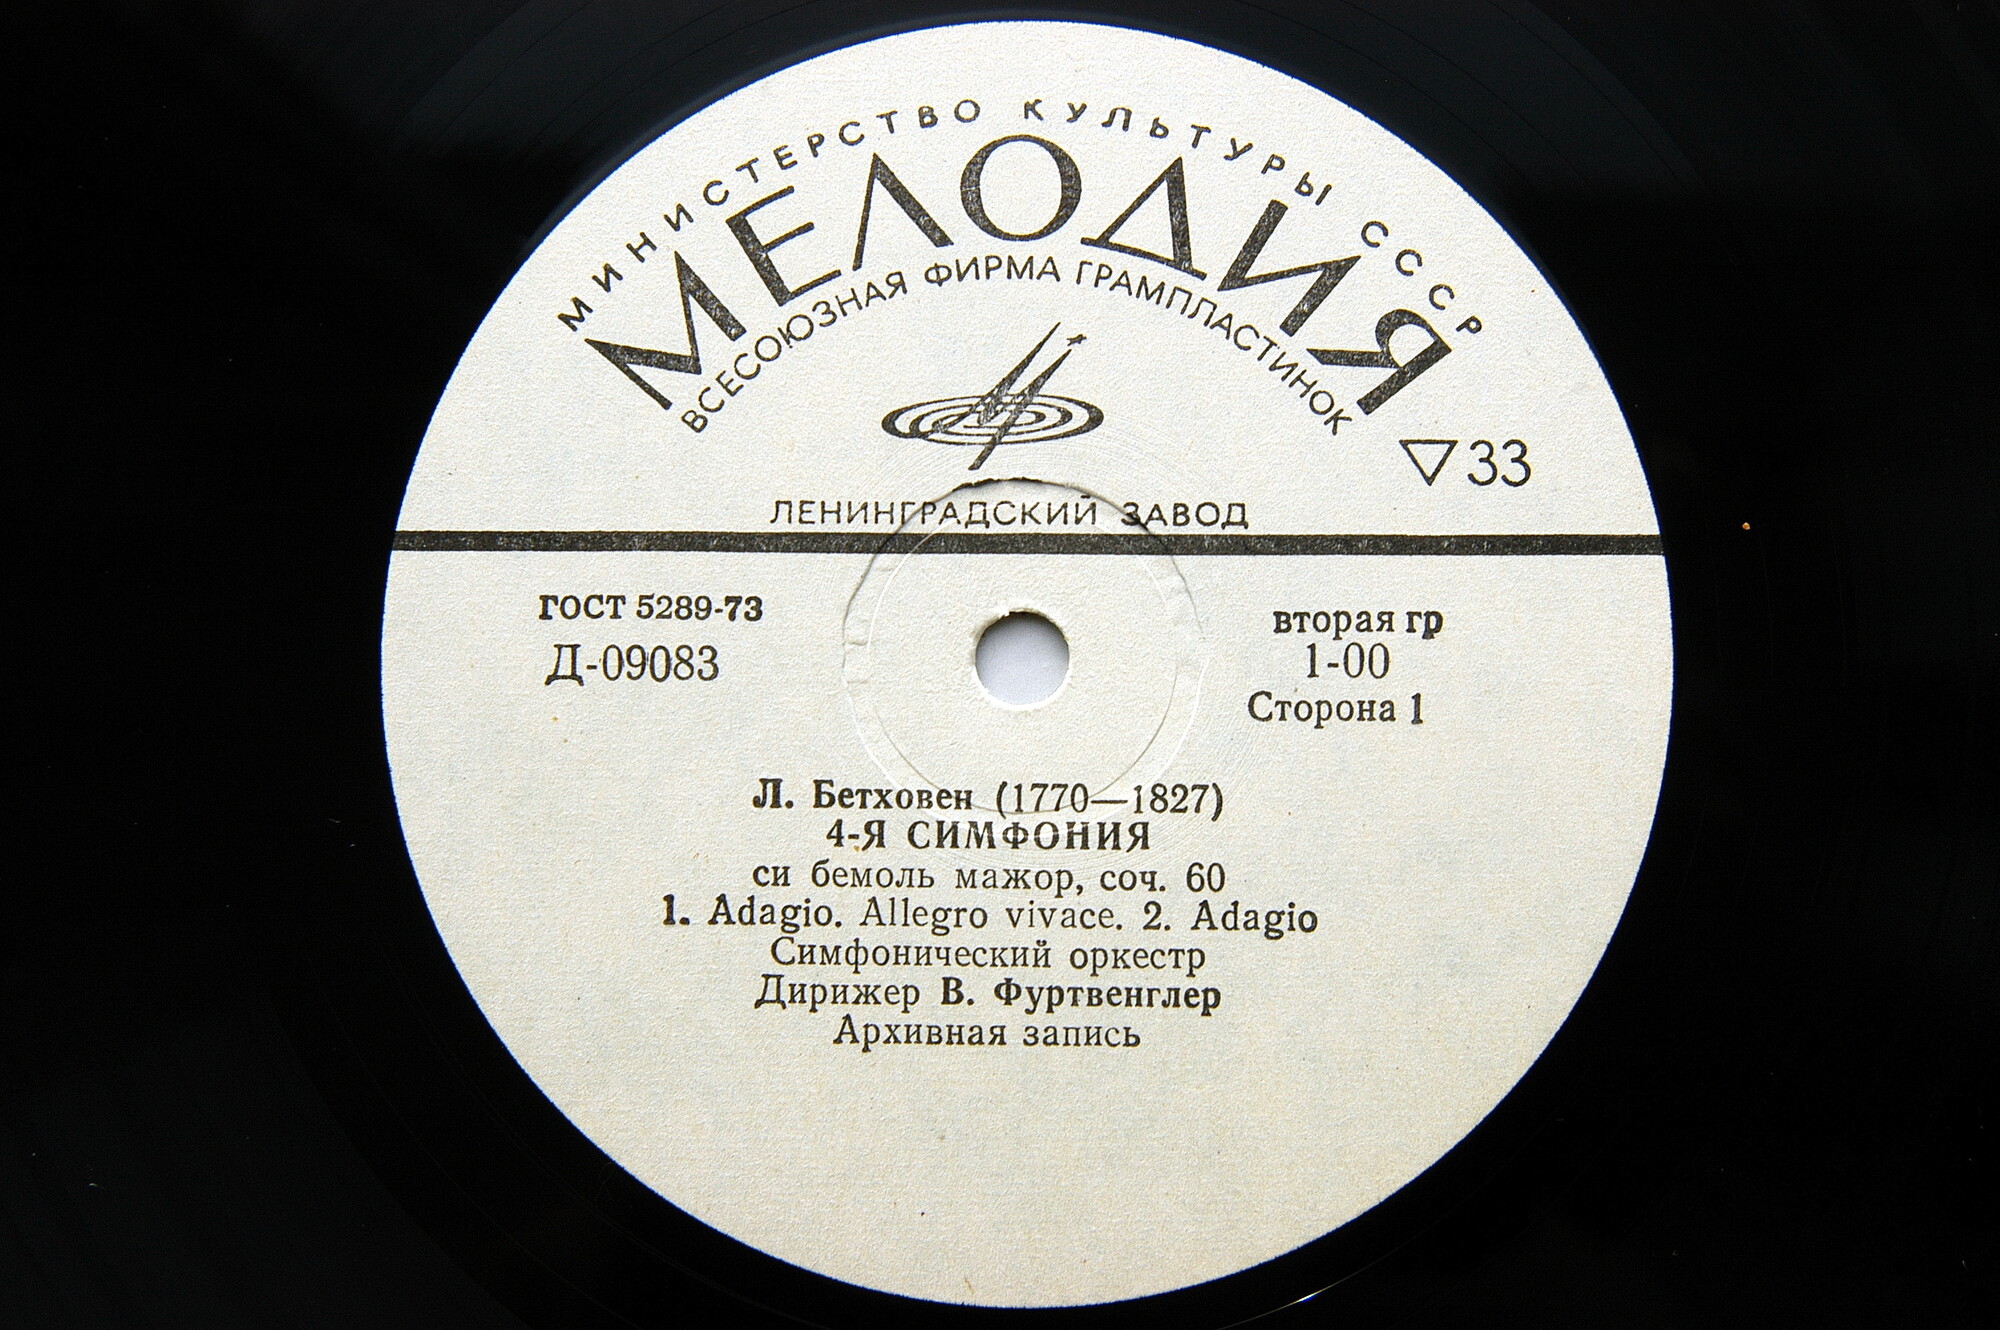 МИНИСТЕРСТВО КУЛЬТУРЫ СССР
МЕЛОДИЯ
ВСЕСОЮЗНАЯ ФИРМА ГРАМПЛАСТИНОК
▽33
ЛЕНИНГРАДСКИЙ ЗАВОД
ГОСТ 5289-73
Д-09083
вторая гр
1-00
Сторона 1
Л. Бетховен (1770—1827)
4-Я СИМФОНИЯ
си бемоль мажор, соч. 60
1. Adagio. Allegro vivace. 2. Adagio
Симфонический оркестр
Дирижер В. Фуртвенглер
Архивная запись